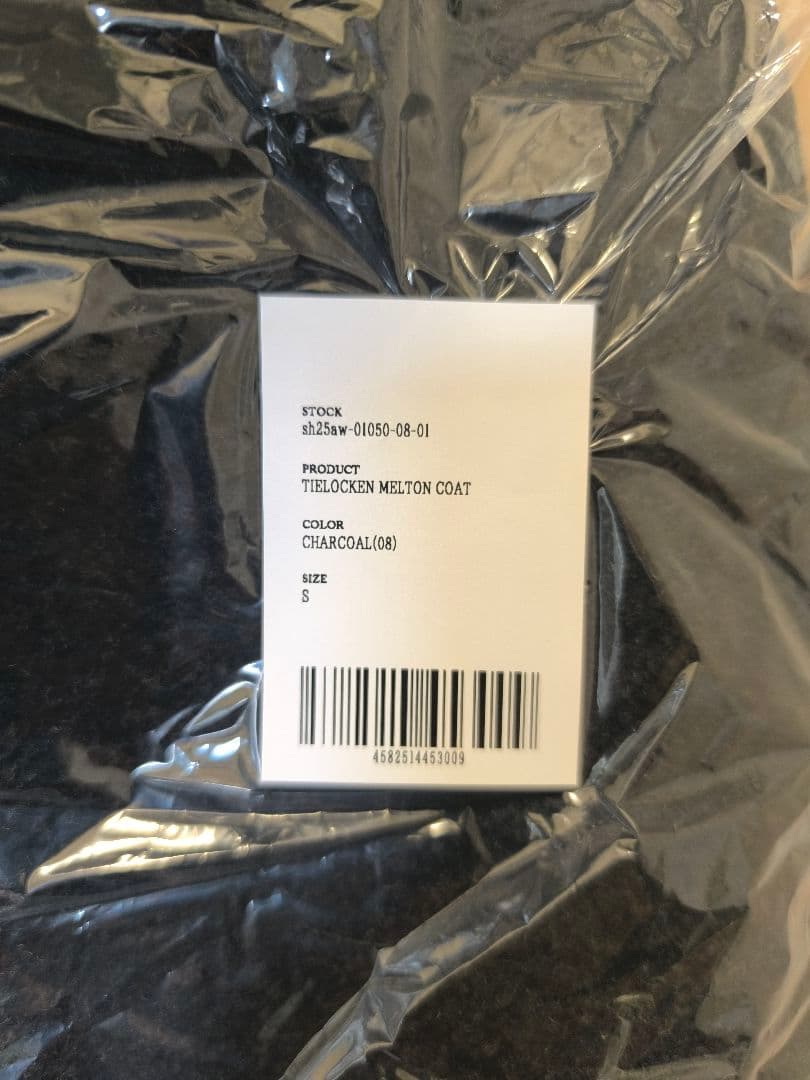 STOCK
sh25aw-01050-08-01
PRODUCT
TIELOCKEN MELTON COAT
COLOR
CHARCOAL(08)
SIZE
S
4582514453009